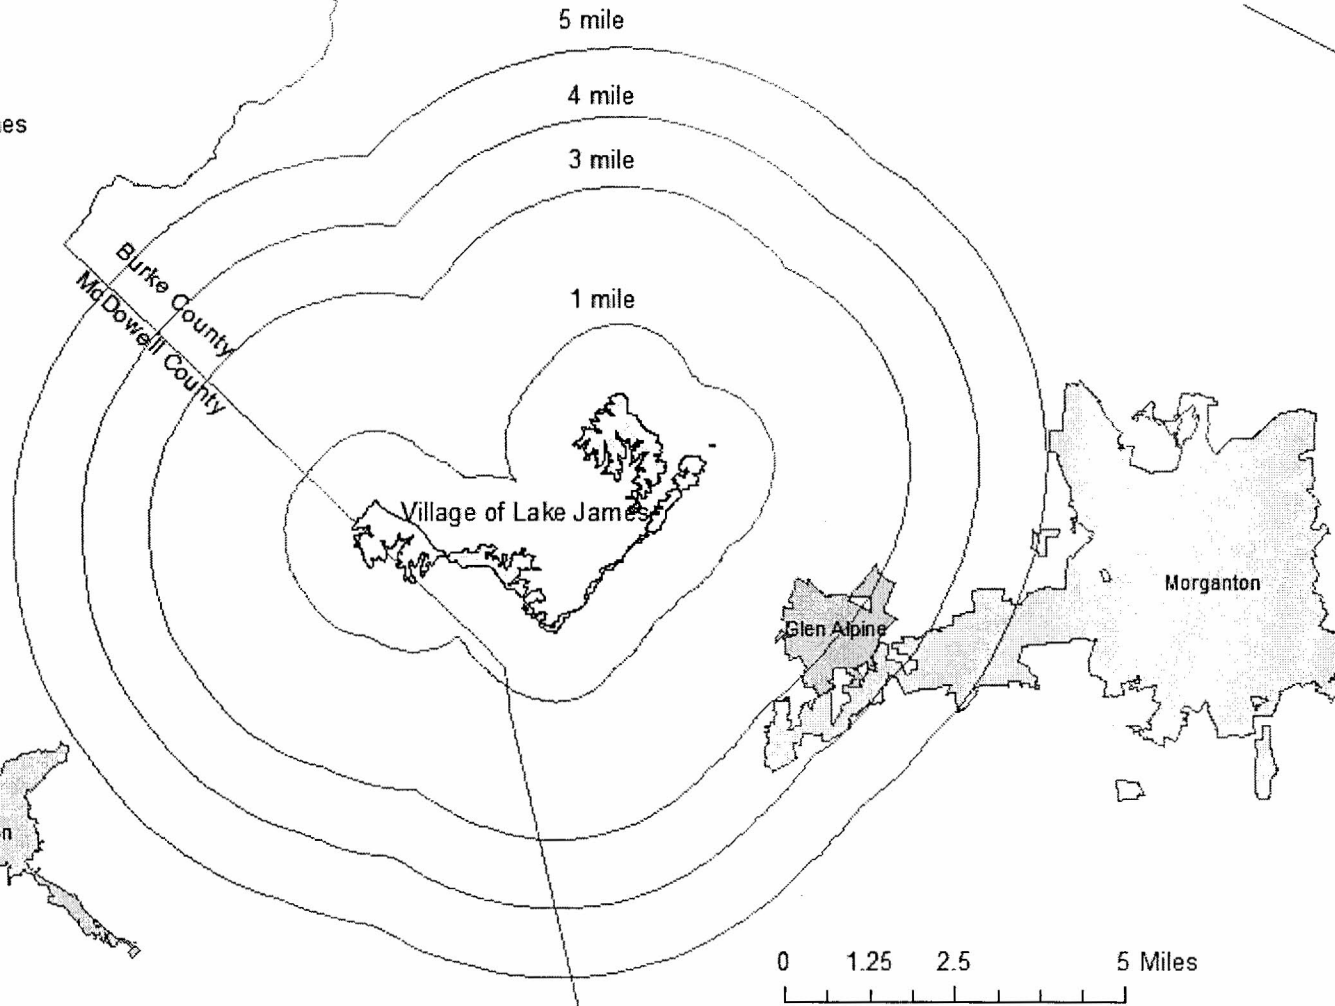 5 mile
4 mile
3 mile
1 mile
Burke County
McDowell County
Village of Lake James
Glen Alpine
Morganton
0 1.25 2.5 5 Miles